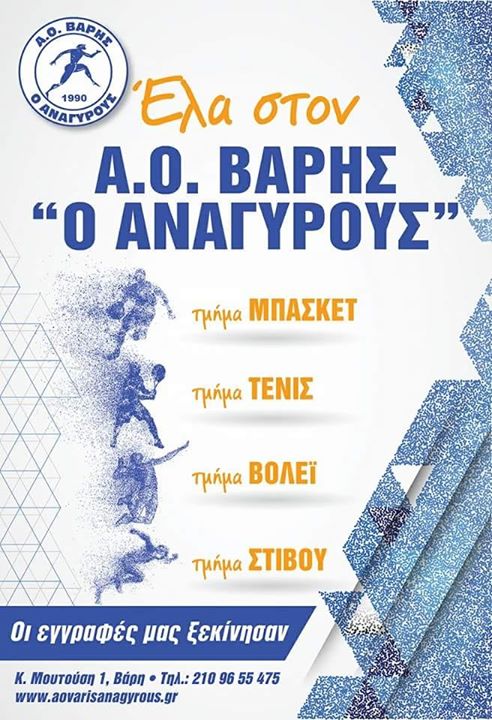 Α.Ο. ΒΑΡΗΣ
1990
Ο ΑΝΑΓΥΡΟΥΣ
Έλα στον
Α.Ο. ΒΑΡΗΣ
“Ο ΑΝΑΓΥΡΟΥΣ”
τμήμα ΜΠΑΣΚΕΤ
τμήμα ΤΕΝΙΣ
τμήμα ΒΟΛΕΪ
τμήμα ΣΤΙΒΟΥ
Οι εγγραφές μας ξεκίνησαν
Κ. Μουτούση 1, Βάρη • Τηλ.: 210 96 55 475
www.aovarisanagyrous.gr